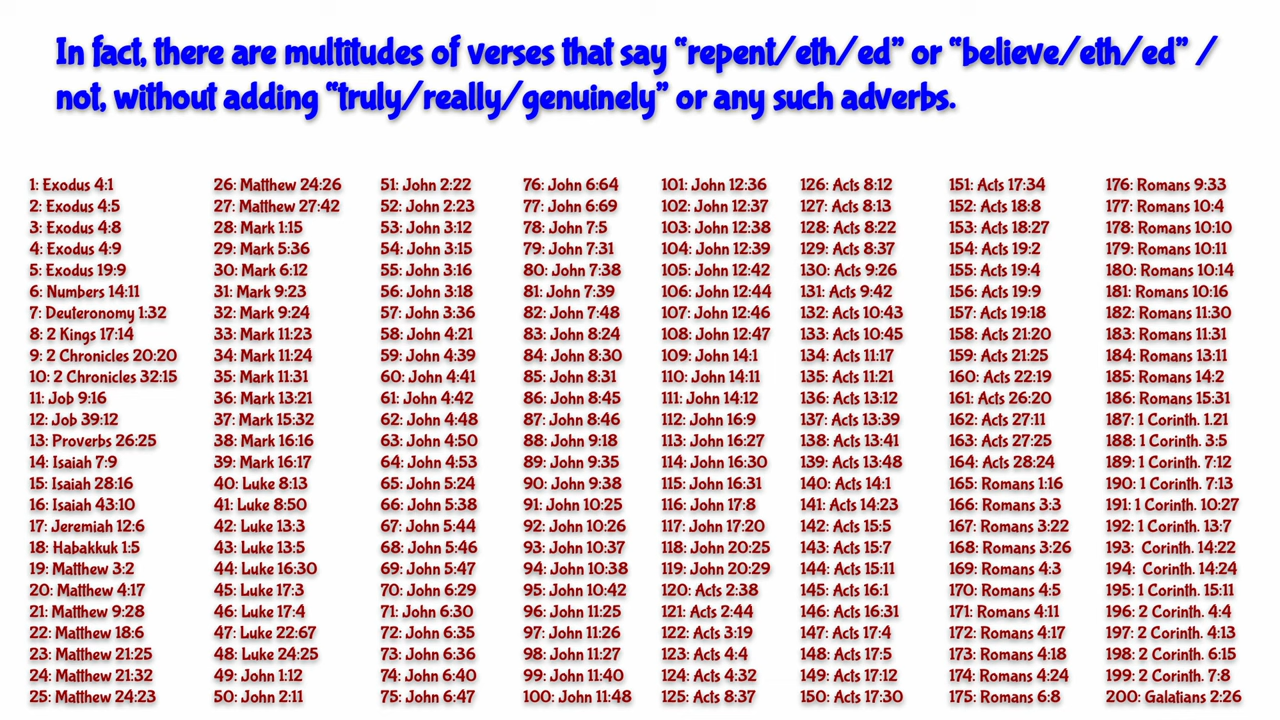 In fact, there are multitudes of verses that say “repent/eth/ed” or “believe/eth/ed” /
not, without adding “truly/really/genuinely” or any such adverbs.
1: Exodus 4:1
2: Exodus 4:5
3: Exodus 4:8
4: Exodus 4:9
5: Exodus 19:9
6: Numbers 14:11
7: Deuteronomy 1:32
8: 2 Kings 17:14
9: 2 Chronicles 20:20
10: 2 Chronicles 32:15
11: Job 9:16
12: Job 39:12
13: Proverbs 26:25
14: Isaiah 7:9
15: Isaiah 28:16
16: Isaiah 43:10
17: Jeremiah 12:6
18: Habakkuk 1:5
19: Matthew 3:2
20: Matthew 4:17
21: Matthew 9:28
22: Matthew 18:6
23: Matthew 21:25
24: Matthew 21:32
25: Matthew 24:23
26: Matthew 24:26
27: Matthew 27:42
28: Mark 1:15
29: Mark 5:36
30: Mark 6:12
31: Mark 9:23
32: Mark 9:24
33: Mark 11:23
34: Mark 11:24
35: Mark 11:31
36: Mark 13:21
37: Mark 15:32
38: Mark 16:16
39: Mark 16:17
40: Luke 8:13
41: Luke 8:50
42: Luke 13:3
43: Luke 13:5
44: Luke 16:30
45: Luke 17:3
46: Luke 17:4
47: Luke 22:67
48: Luke 24:25
49: John 1:12
50: John 2:11
51: John 2:22
52: John 2:23
53: John 3:12
54: John 3:15
55: John 3:16
56: John 3:18
57: John 3:36
58: John 4:21
59: John 4:39
60: John 4:41
61: John 4:42
62: John 4:48
63: John 4:50
64: John 4:53
65: John 5:24
66: John 5:38
67: John 5:44
68: John 5:46
69: John 5:47
70: John 6:29
71: John 6:30
72: John 6:35
73: John 6:36
74: John 6:40
75: John 6:47
76: John 6:64
77: John 6:69
78: John 7:5
79: John 7:31
80: John 7:38
81: John 7:39
82: John 7:48
83: John 8:24
84: John 8:30
85: John 8:31
86: John 8:45
87: John 8:46
88: John 9:18
89: John 9:35
90: John 9:38
91: John 10:25
92: John 10:26
93: John 10:37
94: John 10:38
95: John 10:42
96: John 11:25
97: John 11:26
98: John 11:27
99: John 11:40
100: John 11:48
101: John 12:36
102: John 12:37
103: John 12:38
104: John 12:39
105: John 12:42
106: John 12:44
107: John 12:46
108: John 12:47
109: John 14:1
110: John 14:11
111: John 14:12
112: John 16:9
113: John 16:27
114: John 16:30
115: John 16:31
116: John 17:8
117: John 17:20
118: John 20:25
119: John 20:29
120: Acts 2:38
121: Acts 2:44
122: Acts 3:19
123: Acts 4:4
124: Acts 4:32
125: Acts 8:37
126: Acts 8:12
127: Acts 8:13
128: Acts 8:22
129: Acts 8:37
130: Acts 9:26
131: Acts 9:42
132: Acts 10:43
133: Acts 10:45
134: Acts 11:17
135: Acts 11:21
136: Acts 13:12
137: Acts 13:39
138: Acts 13:41
139: Acts 13:48
140: Acts 14:1
141: Acts 14:23
142: Acts 15:5
143: Acts 15:7
144: Acts 15:11
145: Acts 16:1
146: Acts 16:31
147: Acts 17:4
148: Acts 17:5
149: Acts 17:12
150: Acts 17:30
151: Acts 17:34
152: Acts 18:8
153: Acts 18:27
154: Acts 19:2
155: Acts 19:4
156: Acts 19:9
157: Acts 19:18
158: Acts 21:20
159: Acts 21:25
160: Acts 22:19
161: Acts 26:20
162: Acts 27:11
163: Acts 27:25
164: Acts 28:24
165: Romans 1:16
166: Romans 3:3
167: Romans 3:22
168: Romans 3:26
169: Romans 4:3
170: Romans 4:5
171: Romans 4:11
172: Romans 4:17
173: Romans 4:18
174: Romans 4:24
175: Romans 6:8
176: Romans 9:33
177: Romans 10:4
178: Romans 10:10
179: Romans 10:11
180: Romans 10:14
181: Romans 10:16
182: Romans 11:30
183: Romans 11:31
184: Romans 13:11
185: Romans 14:2
186: Romans 15:31
187: 1 Corinth. 1.21
188: 1 Corinth. 3:5
189: 1 Corinth. 7:12
190: 1 Corinth. 7:13
191: 1 Corinth. 10:27
192: 1 Corinth. 13:7
193: Corinth. 14:22
194: Corinth. 14:24
195: 1 Corinth. 15:11
196: 2 Corinth. 4:4
197: 2 Corinth. 4:13
198: 2 Corinth. 6:15
199: 2 Corinth. 7:8
200: Galatians 2:26